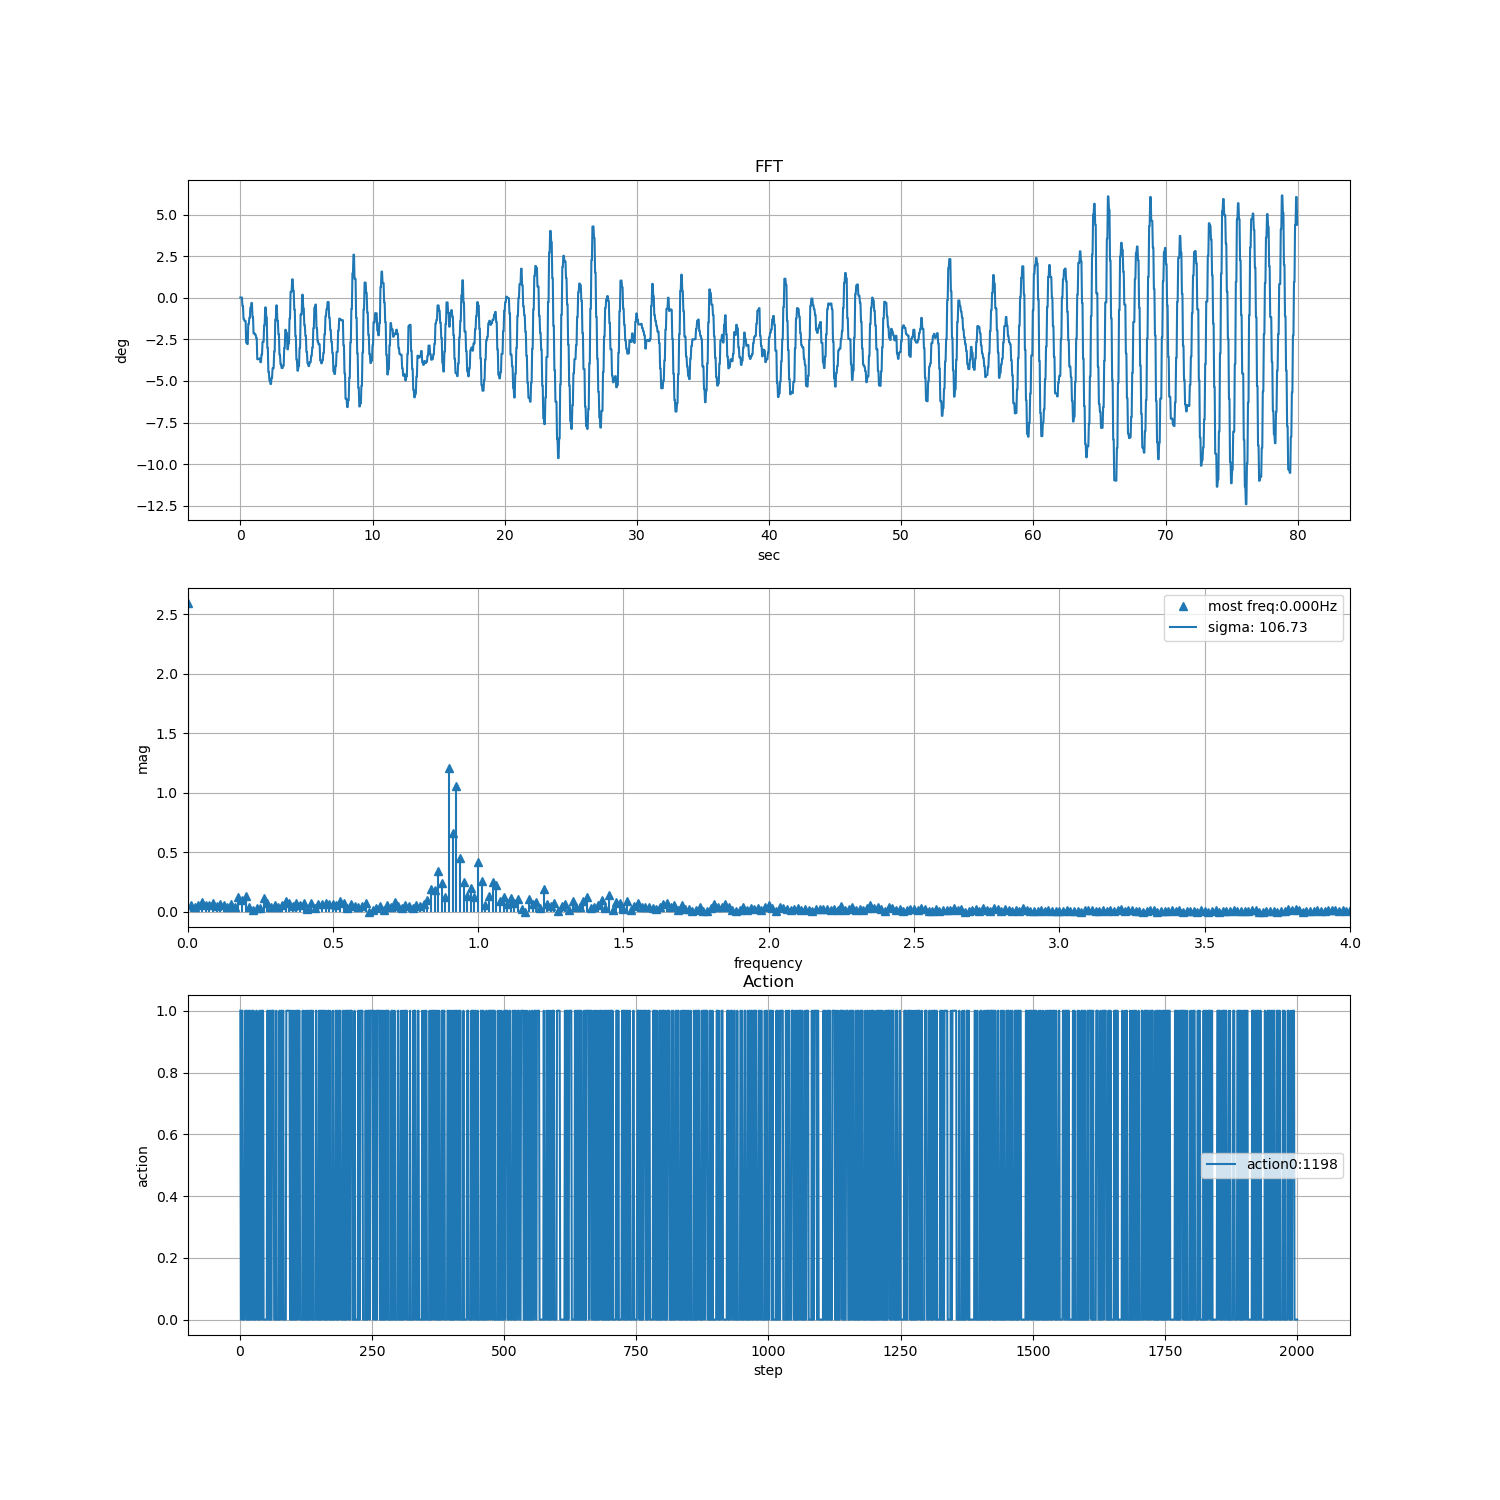 FFT
5.0
2.5
0.0
−2.5
−5.0
−7.5
−10.0
−12.5
deg
0 10 20 30 40 50 60 70 80
sec
2.5
2.0
1.5
1.0
0.5
0.0
mag
most freq:0.000Hz
sigma: 106.73
0.0 0.5 1.0 1.5 2.0 2.5 3.0 3.5 4.0
frequency
Action
1.0
0.8
0.6
0.4
0.2
0.0
action
action0:1198
0 250 500 750 1000 1250 1500 1750 2000
step